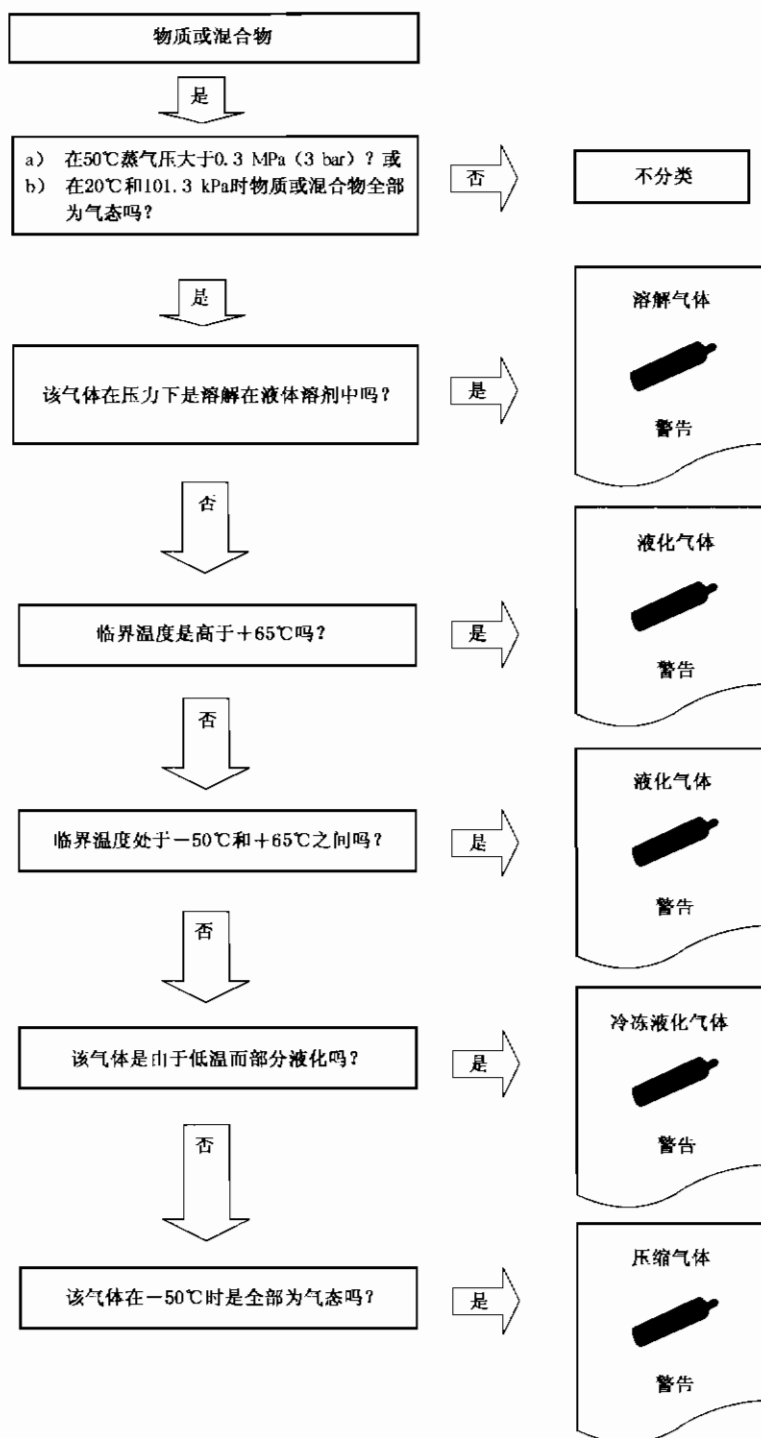 物质或混合物
是
a) 在50℃蒸气压大于0.3 MPa（3 bar）？或
b) 在20℃和101.3 kPa时物质或混合物全部
为气态吗？
否
不分类
是
溶解气体
该气体在压力下是溶解在液体溶剂中吗？
是
警告
否
液化气体
临界温度是高于＋65℃吗？
是
警告
否
液化气体
临界温度处于－50℃和＋65℃之间吗？
是
警告
否
冷冻液化气体
该气体是由于低温而部分液化吗？
是
警告
否
压缩气体
该气体在－50℃时是全部为气态吗？
是
警告